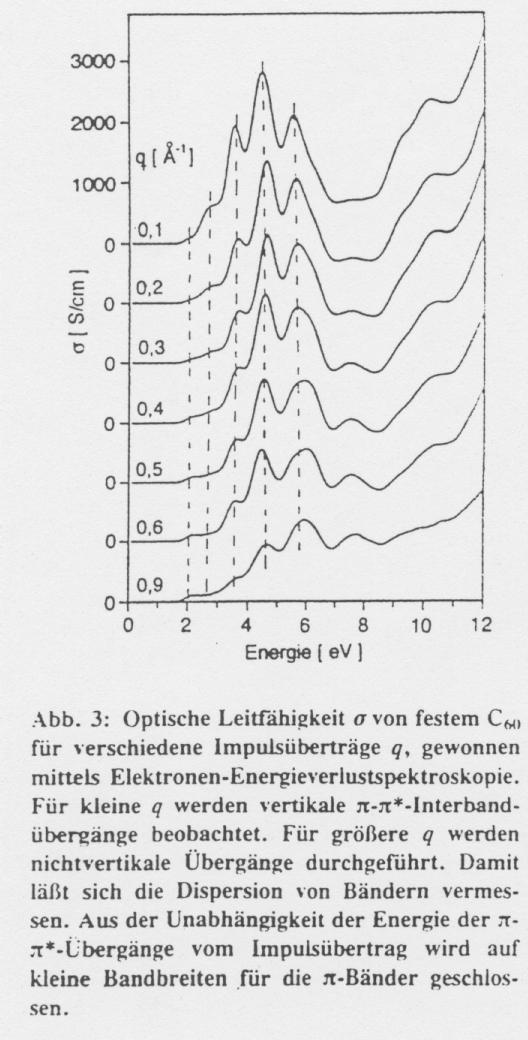 3000
2000
q [ Å-1 ]
1000
0,1
0
0,2
0
σ [ S/cm ]
0,3
0
0,4
0
0,5
0
0,6
0
0,9
0
0 2 4 6 8 10 12
Energie [ eV ]
Abb. 3: Optische Leitfähigkeit σ von festem C60
für verschiedene Impulsüberträge q, gewonnen
mittels Elektronen-Energieverlustspektroskopie.
Für kleine q werden vertikale π-π*-Interband-
übergänge beobachtet. Für größere q werden
nichtvertikale Übergänge durchgeführt. Damit
läßt sich die Dispersion von Bändern vermes-
sen. Aus der Unabhängigkeit der Energie der π-
π*-Übergänge vom Impulsübertrag wird auf
kleine Bandbreiten für die π-Bänder geschlos-
sen.